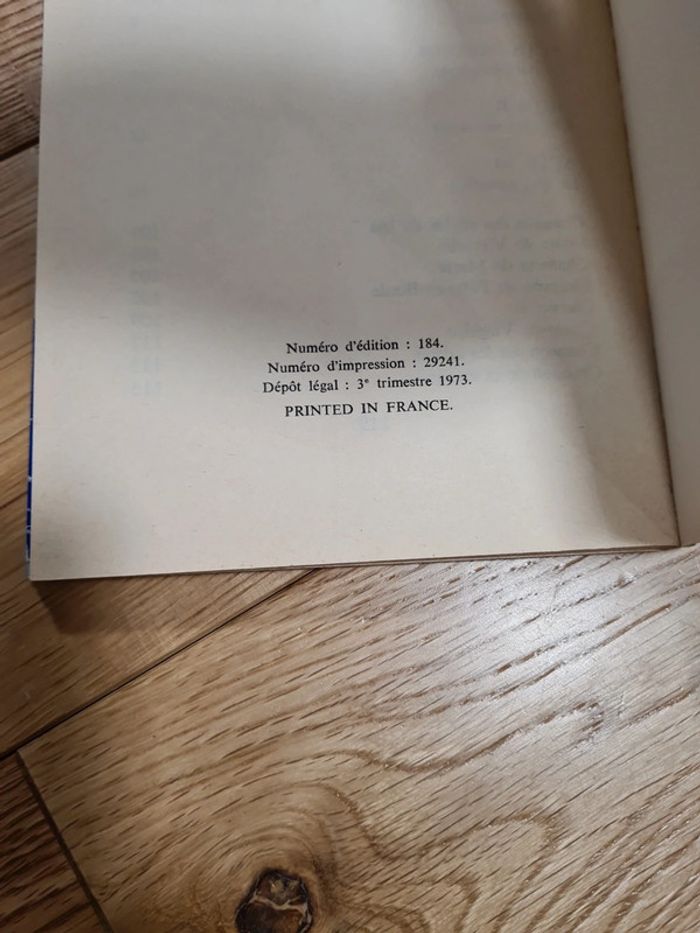 Numéro d'édition : 184.
Numéro d'impression : 29241.
Dépôt légal : 3e trimestre 1973.
PRINTED IN FRANCE.